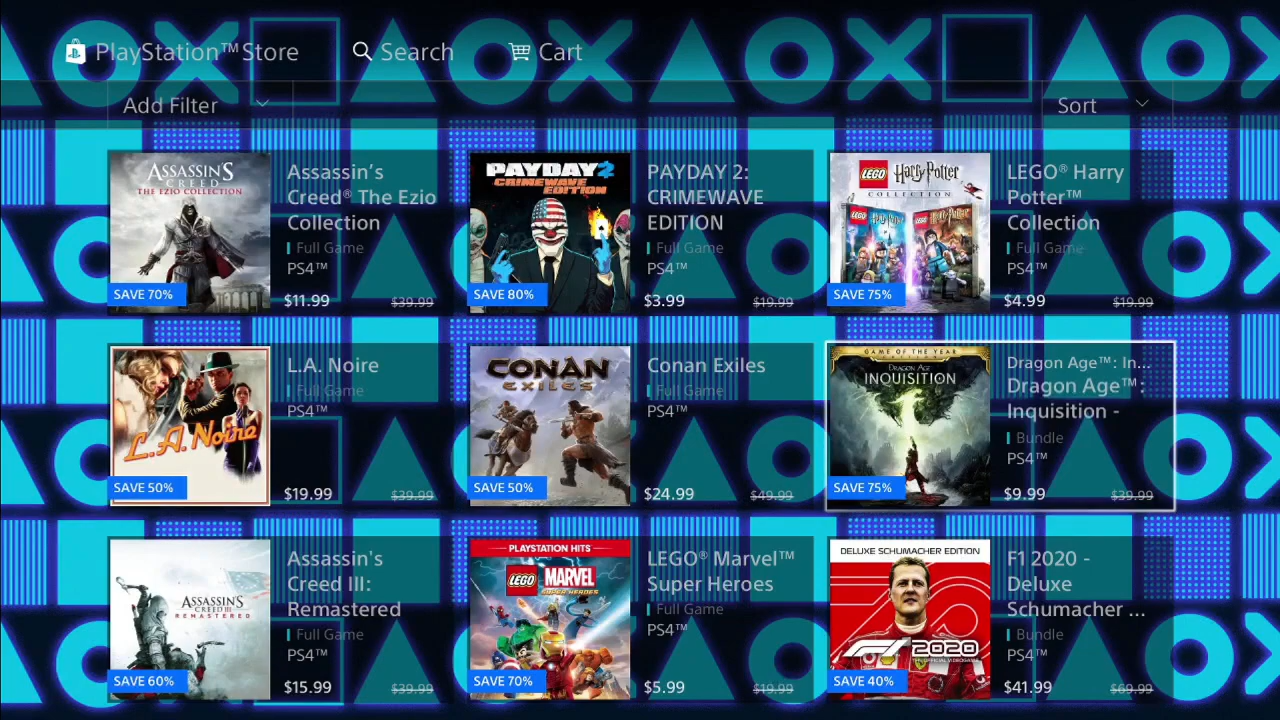 PlayStation™Store
Search
Cart
Add Filter
Sort
ASSASSIN'S
CREED
THE EZIO COLLECTION
SAVE 70%
Assassin's
Creed® The Ezio
Collection
Full Game
PS4™
$11.99
$39.99
PAYDAY 2
CRIMEWAVE
EDITION
SAVE 80%
PAYDAY 2:
CRIMEWAVE
EDITION
Full Game
PS4™
$3.99
$19.99
LEGO Harry Potter
COLLECTION
LEGO
LEGO
SAVE 75%
LEGO® Harry
Potter™
Collection
Full Game
PS4™
$4.99
$19.99
L.A. Noire
SAVE 50%
L.A. Noire
Full Game
PS4™
$19.99
$39.99
CONAN
EXILES
SAVE 50%
Conan Exiles
Full Game
PS4™
$24.99
$49.99
GAME OF THE YEAR
DRAGON AGE
INQUISITION
SAVE 75%
Dragon Age™: In...
Dragon Age™:
Inquisition -
Bundle
PS4™
$9.99
$39.99
ASSASSIN'S
CREED III
REMASTERED
SAVE 60%
Assassin's
Creed III:
Remastered
Full Game
PS4™
$15.99
$39.99
PLAYSTATION HITS
LEGO MARVEL
SUPER HEROES
SAVE 70%
LEGO® Marvel™
Super Heroes
Full Game
PS4™
$5.99
$19.99
DELUXE SCHUMACHER EDITION
F1 2020
THE OFFICIAL VIDEOGAME
SAVE 40%
F1 2020 -
Deluxe
Schumacher ...
Bundle
PS4™
$41.99
$69.99